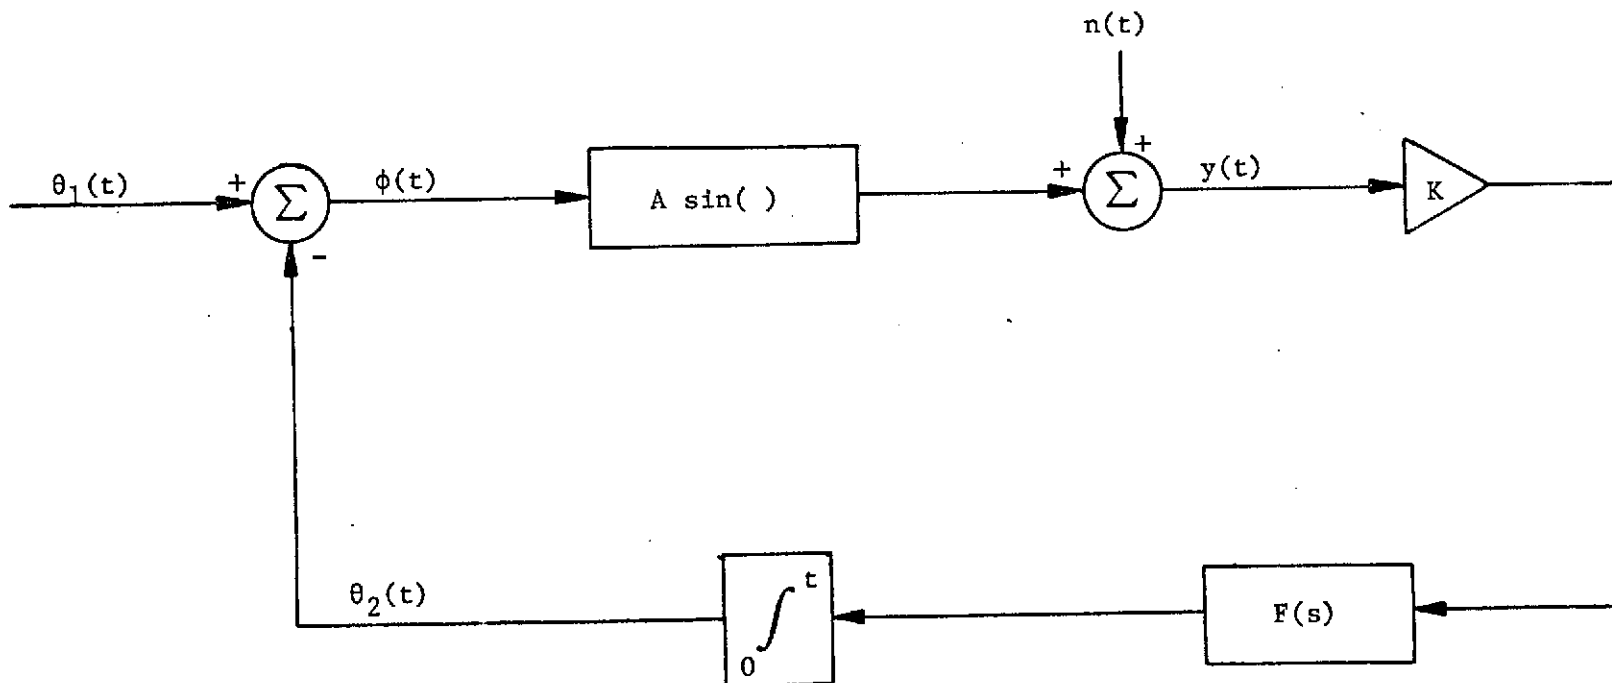 n(t)
θ₁(t)
+
Σ
-
ϕ(t)
A sin( )
+
+
Σ
y(t)
K
θ₂(t)
∫ t 0
F(s)